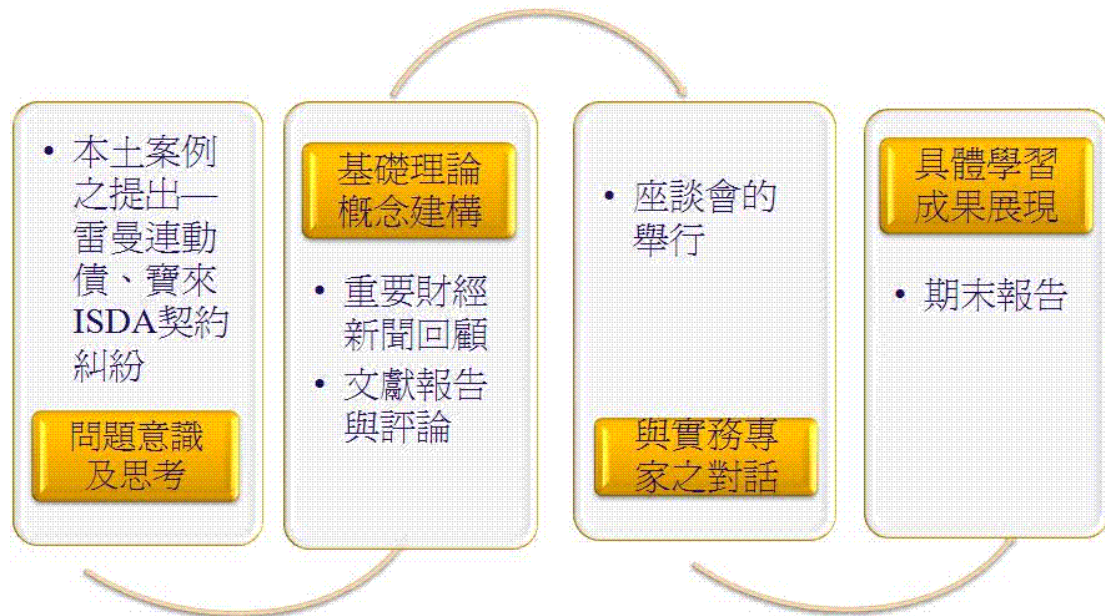 • 本土案例
之提出—
雷曼連動
債、寶來
ISDA契約
糾紛
問題意識
及思考
基礎理論
概念建構
• 重要財經
新聞回顧
• 文獻報告
與評論
• 座談會的
舉行
與實務專
家之對話
具體學習
成果展現
• 期末報告